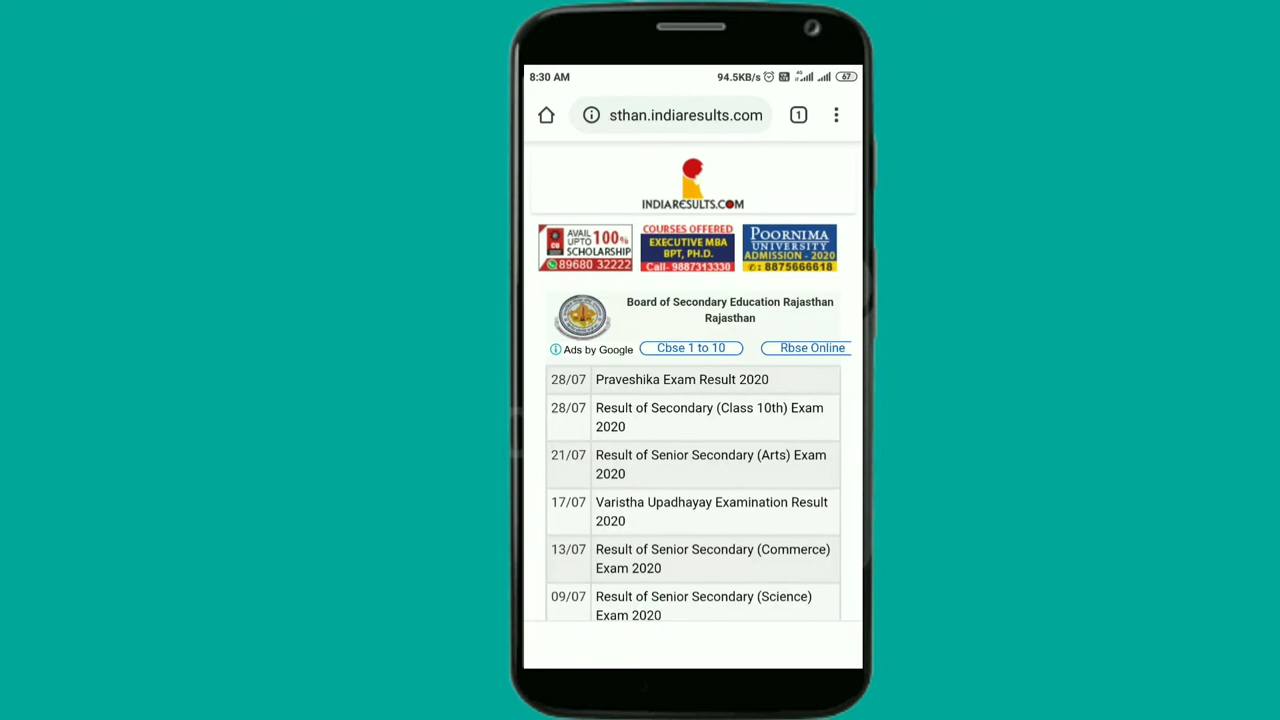 8:30 AM 94.5KB/s 4G 67
sthan.indiaresults.com 1
INDIARESULTS.COM
AVAIL
UPTO 100%
SCHOLARSHIP
89680 32222
COURSES OFFERED
EXECUTIVE MBA
BPT, PH.D.
Call- 9887313330
POORNIMA
UNIVERSITY
ADMISSION - 2020
: 8875666618
Board of Secondary Education Rajasthan
Rajasthan
Ads by Google Cbse 1 to 10 Rbse Online
28/07 Praveshika Exam Result 2020
28/07 Result of Secondary (Class 10th) Exam
2020
21/07 Result of Senior Secondary (Arts) Exam
2020
17/07 Varistha Upadhayay Examination Result
2020
13/07 Result of Senior Secondary (Commerce)
Exam 2020
09/07 Result of Senior Secondary (Science)
Exam 2020